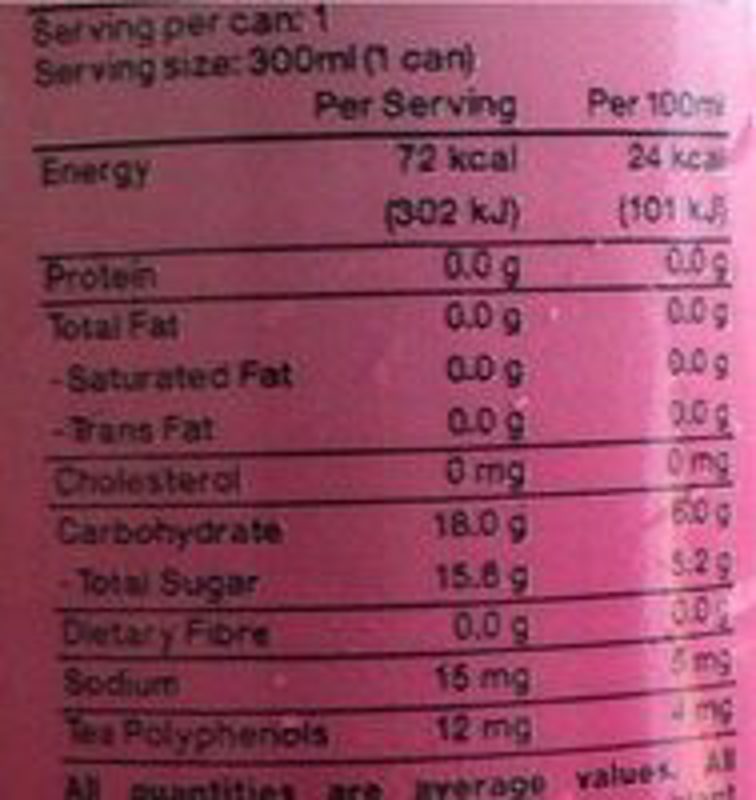 Serving per can: 1
Serving size: 300ml (1 can)
Per Serving Per 100ml
Energy 72 kcal 24 kcal
(302 kJ) (101 kJ)
Protein 0.0 g 0.0 g
Total Fat 0.0 g 0.0 g
- Saturated Fat 0.0 g 0.0 g
- Trans Fat 0.0 g 0.0 g
Cholesterol 0 mg 0 mg
Carbohydrate 18.0 g 6.0 g
- Total Sugar 15.6 g 5.2 g
Dietary Fibre 0.0 g 0.0 g
Sodium 15 mg 5 mg
Tea Polyphenols 12 mg 4 mg
All quantities are average values. All